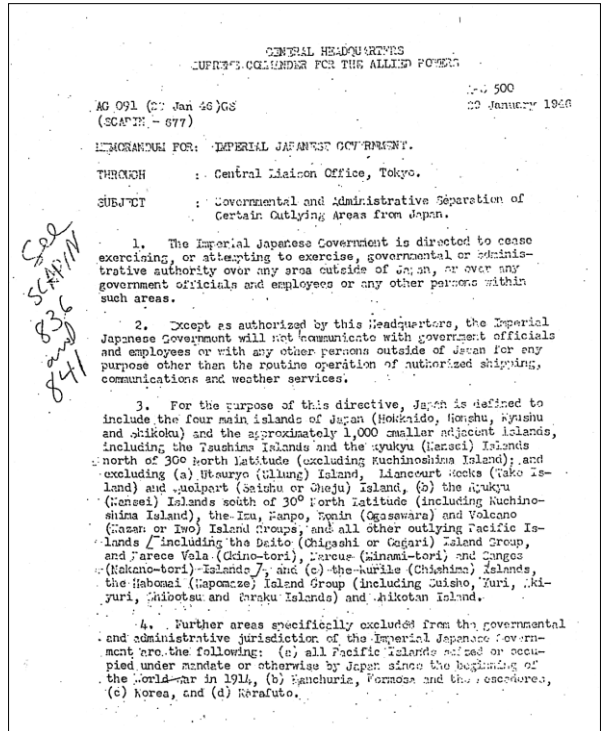 GENERAL HEADQUARTERS
SUPREME COMMANDER FOR THE ALLIED POWERS
500
AG 091 (29 Jan 46)GS
29 January 1946
(SCAPIN - 677)
MEMORANDUM FOR: IMPERIAL JAPANESE GOVERNMENT.
THROUGH : Central Liaison Office, Tokyo.
SUBJECT : Governmental and Administrative Separation of
Certain Outlying Areas from Japan.
See
SCAPIN
836
and
841
1. The Imperial Japanese Government is directed to cease
exercising, or attempting to exercise, governmental or adminis-
trative authority over any area outside of Japan, or over any
government officials and employees or any other persons within
such areas.
2. Except as authorized by this Headquarters, the Imperial
Japanese Government will not communicate with government officials
and employees or with any other persons outside of Japan for any
purpose other than the routine operation of authorized shipping,
communications and weather services.
3. For the purpose of this directive, Japan is defined to
include the four main islands of Japan (Hokkaido, Honshu, Kyushu
and Shikoku) and the approximately 1,000 smaller adjacent islands,
including the Tsushima Islands and the Ryukyu (Nansei) Islands
north of 30° North Latitude (excluding Kuchinoshima Island); and
excluding (a) Utsuryo (Ullung) Island, Liancourt Rocks (Take Is-
land) and Quelpart (Saishu or Cheju) Island, (b) the Ryukyu
(Nansei) Islands south of 30° North Latitude (including Kuchino-
shima Island), the Izu, Nanpo, Bonin (Ogasawara) and Volcano
(Kazan or Iwo) Island Groups, and all other outlying Pacific Is-
lands [including the Daito (Ohigashi or Oagari) Island Group,
and Parece Vela (Okino-tori), Marcus (Minami-tori) and Ganges
(Nakano-tori) Islands], and (c) the Kurile (Chishima) Islands,
the Habomai (Hapomaze) Island Group (including Suisho, Yuri, Aki-
yuri, Shibotsu and Taraku Islands) and Shikotan Island.
4. Further areas specifically excluded from the governmental
and administrative jurisdiction of the Imperial Japanese Govern-
ment are the following: (a) all Pacific Islands seized or occu-
pied under mandate or otherwise by Japan since the beginning of
the World War in 1914, (b) Manchuria, Formosa and the Pescadores,
(c) Korea, and (d) Karafuto.